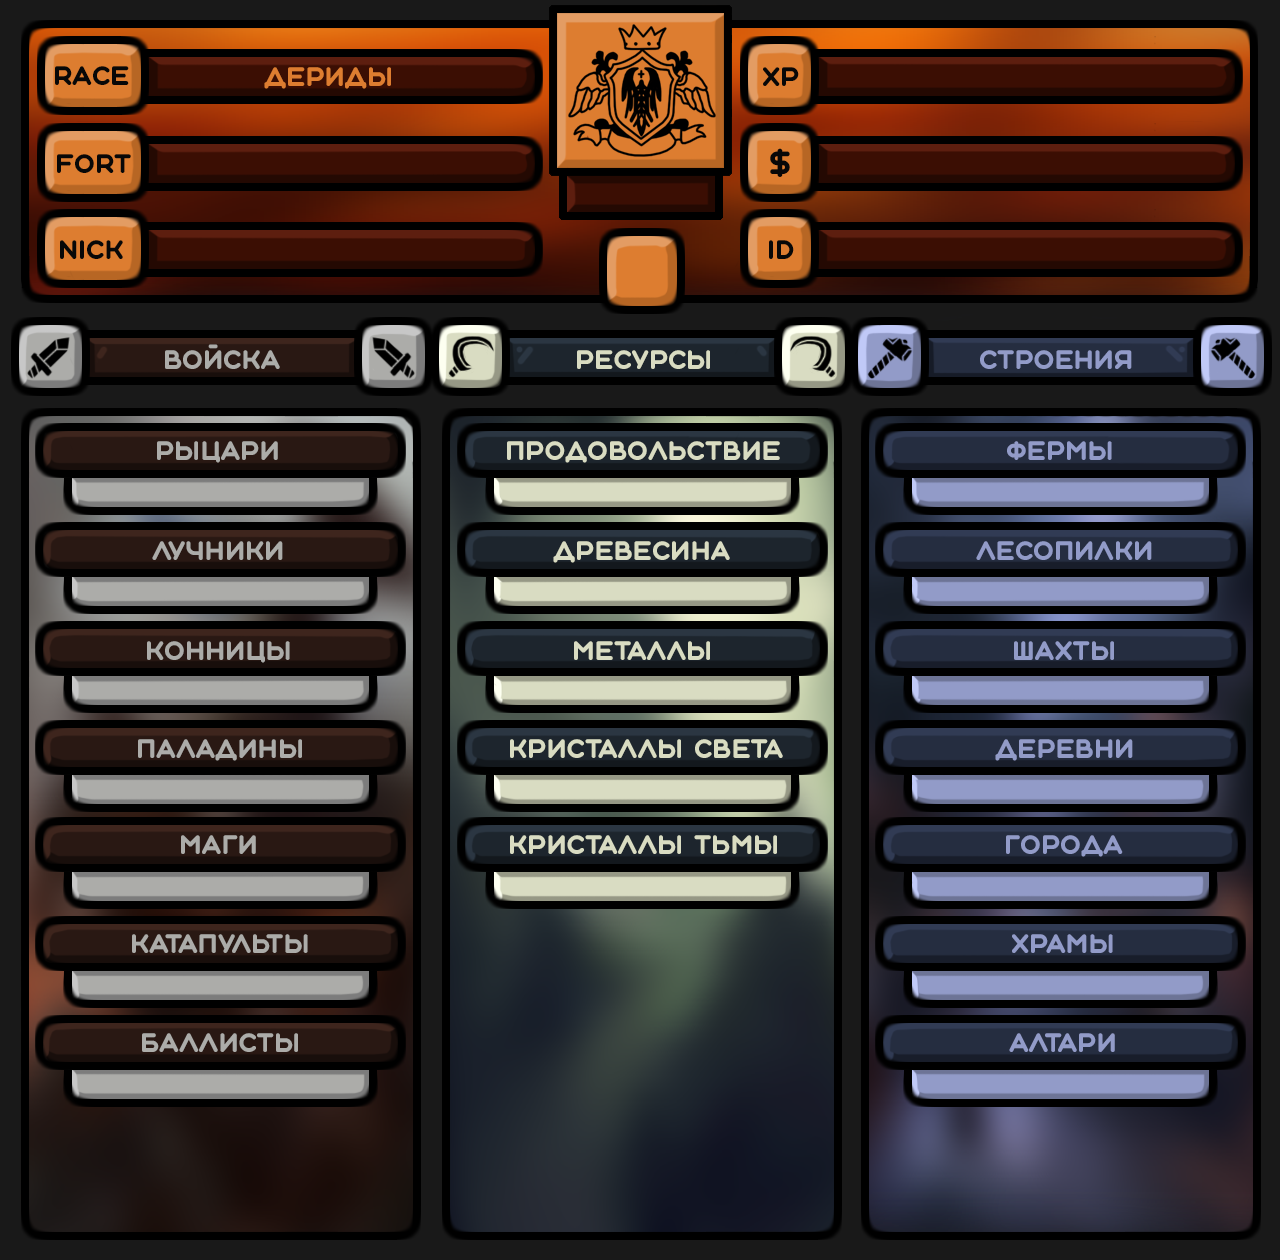 RACE ДЕРИДЫ
XP
FORT
$
NICK
ID
ВОЙСКА
РЕСУРСЫ
СТРОЕНИЯ
РЫЦАРИ
ЛУЧНИКИ
КОННИЦЫ
ПАЛАДИНЫ
МАГИ
КАТАПУЛЬТЫ
БАЛЛИСТЫ
ПРОДОВОЛЬСТВИЕ
ДРЕВЕСИНА
МЕТАЛЛЫ
КРИСТАЛЛЫ СВЕТА
КРИСТАЛЛЫ ТЬМЫ
ФЕРМЫ
ЛЕСОПИЛКИ
ШАХТЫ
ДЕРЕВНИ
ГОРОДА
ХРАМЫ
АЛТАРИ